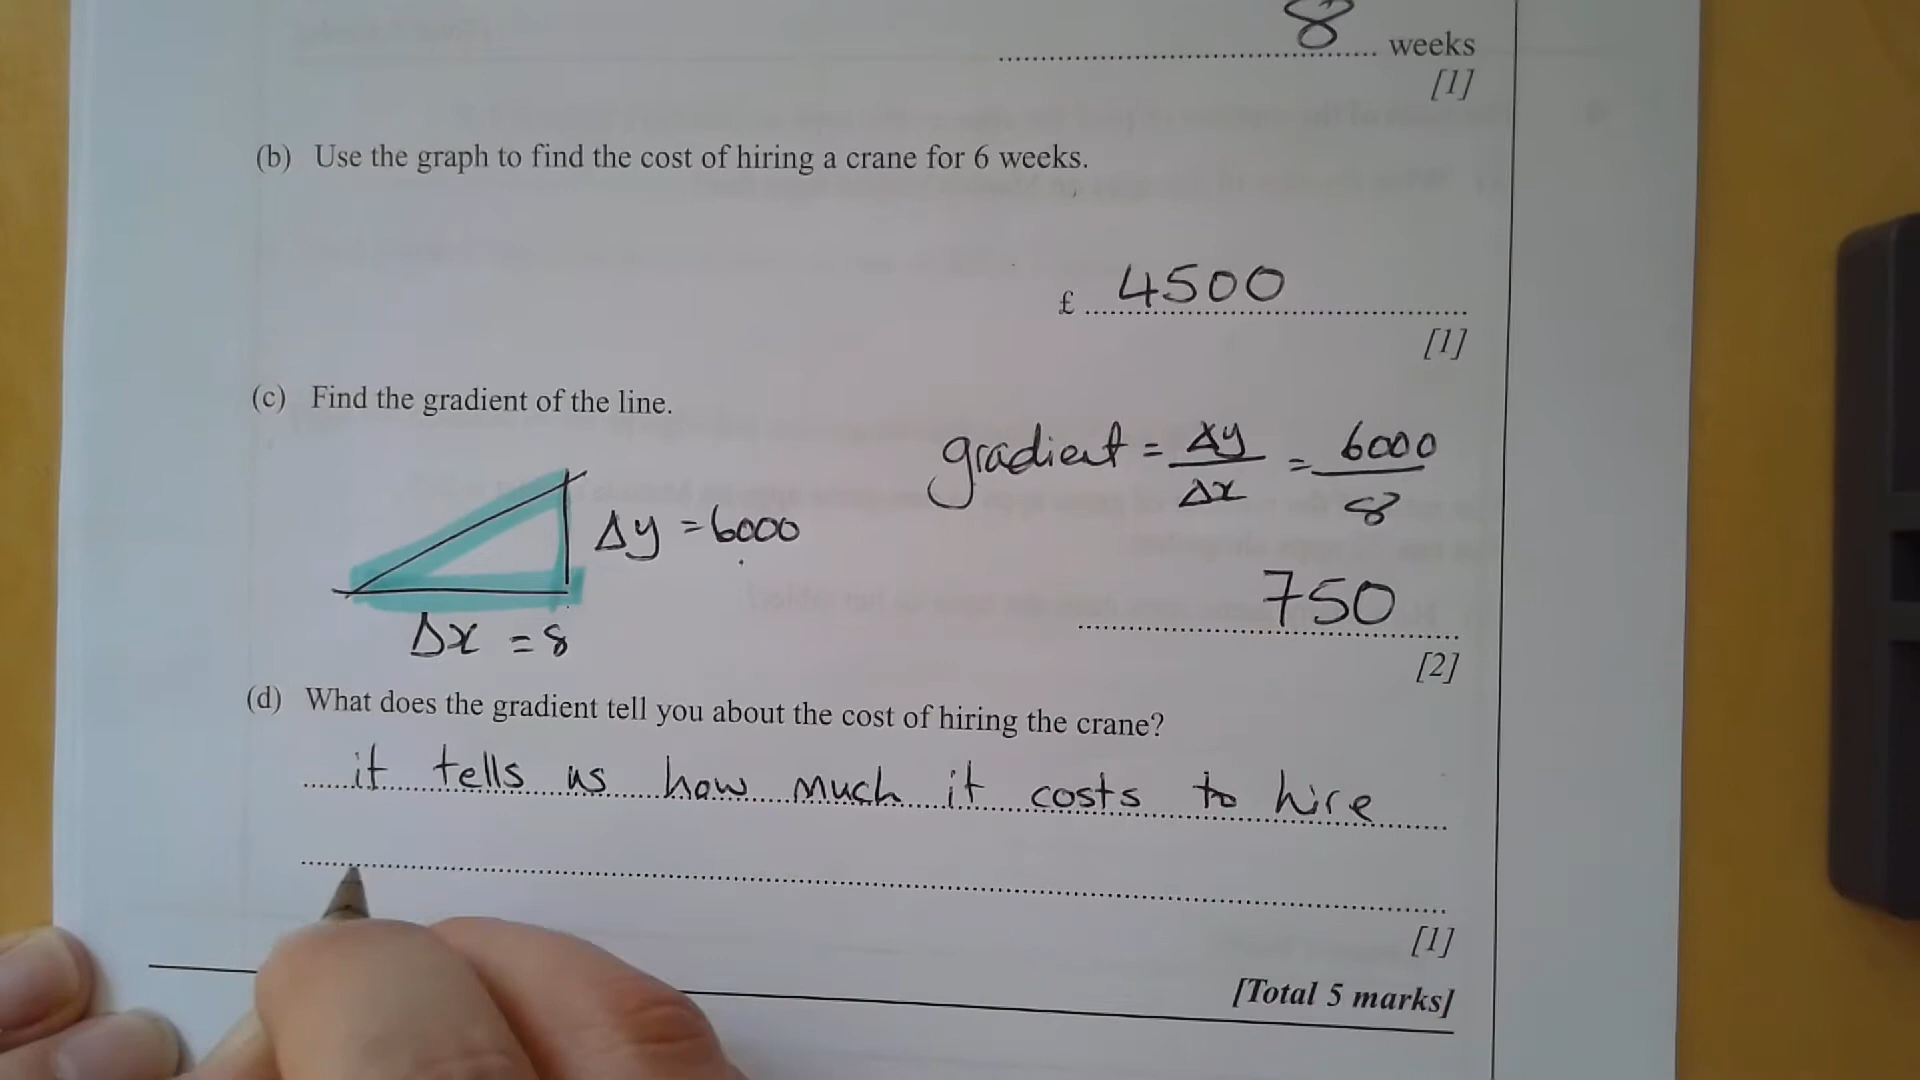 8 weeks
[1]
(b) Use the graph to find the cost of hiring a crane for 6 weeks.
£ 4500
[1]
(c) Find the gradient of the line.
gradient = Δy/Δx = 6000/8
Δy = 6000
750
Δx = 8
[2]
(d) What does the gradient tell you about the cost of hiring the crane?
it tells us how much it costs to hire
[1]
[Total 5 marks]